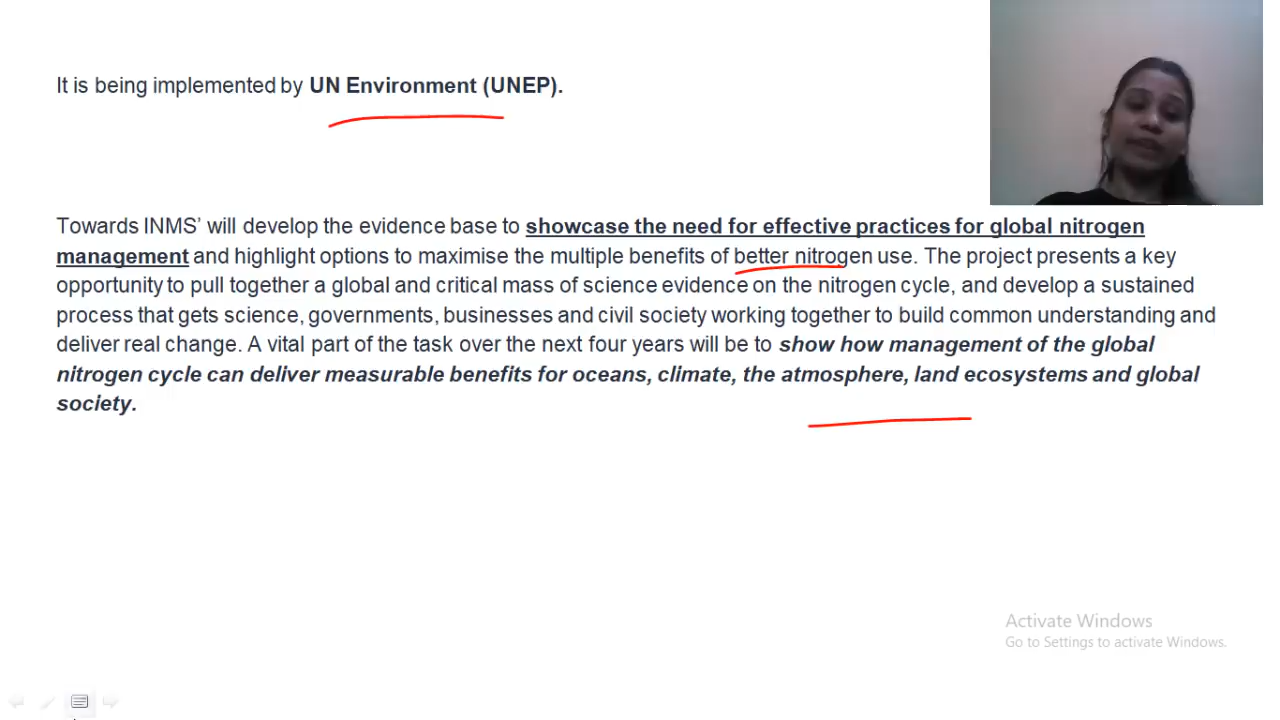 It is being implemented by UN Environment (UNEP).
Towards INMS’ will develop the evidence base to showcase the need for effective practices for global nitrogen
management and highlight options to maximise the multiple benefits of better nitrogen use. The project presents a key
opportunity to pull together a global and critical mass of science evidence on the nitrogen cycle, and develop a sustained
process that gets science, governments, businesses and civil society working together to build common understanding and
deliver real change. A vital part of the task over the next four years will be to show how management of the global
nitrogen cycle can deliver measurable benefits for oceans, climate, the atmosphere, land ecosystems and global
society.
Activate Windows
Go to Settings to activate Windows.